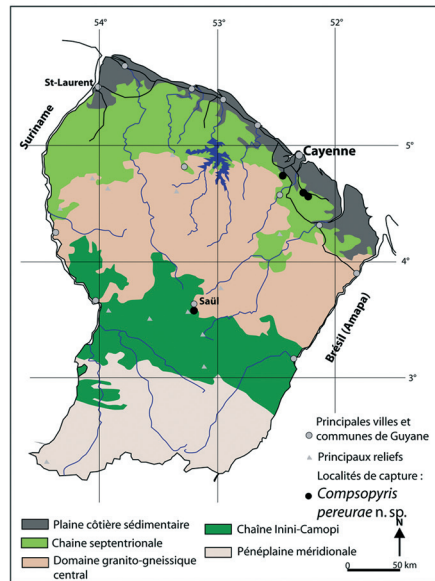 54° 53° 52°
St-Laurent
Suriname
5°
Cayenne
4°
Saül
Brésil (Amapa)
3°
Principales villes et
communes de Guyane
Principaux reliefs
Localités de capture :
Compsopyris
pereurae n. sp.
Plaine côtière sédimentaire
Chaine septentrionale
Domaine granito-gneissique
central
Chaîne Inini-Camopi
Pénéplaine méridionale
N
0 50 km